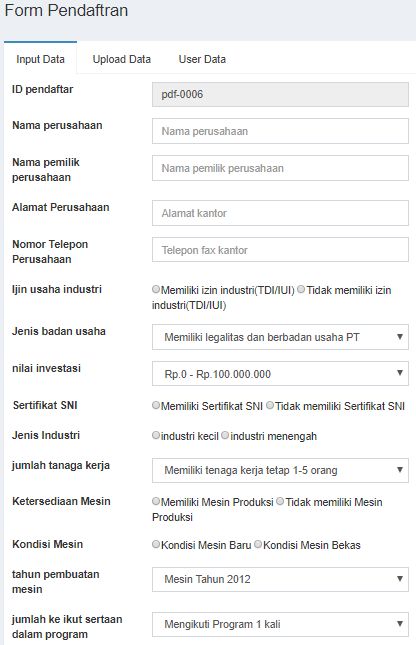 Form Pendaftran
Input Data Upload Data User Data
ID pendaftar pdf-0006
Nama perusahaan Nama perusahaan
Nama pemilik perusahaan Nama pemilik perusahaan
Alamat Perusahaan Alamat kantor
Nomor Telepon Perusahaan Telepon fax kantor
Ijin usaha industri Memiliki izin industri(TDI/IUI) Tidak memiliki izin
industri(TDI/IUI)
Jenis badan usaha Memiliki legalitas dan berbadan usaha PT
nilai investasi Rp.0 - Rp.100.000.000
Sertifikat SNI Memiliki Sertifikat SNI Tidak memiliki Sertifikat SNI
Jenis Industri industri kecil industri menengah
jumlah tanaga kerja Memiliki tenaga kerja tetap 1-5 orang
Ketersediaan Mesin Memiliki Mesin Produksi Tidak memiliki Mesin
Produksi
Kondisi Mesin Kondisi Mesin Baru Kondisi Mesin Bekas
tahun pembuatan mesin Mesin Tahun 2012
jumlah ke ikut sertaan dalam program Mengikuti Program 1 kali